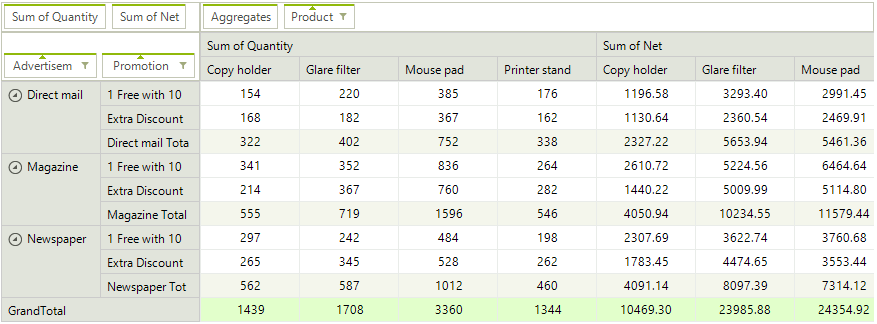 Sum of Quantity Sum of Net Aggregates Product
Sum of Quantity Sum of Net
Advertisem Promotion Copy holder Glare filter Mouse pad Printer stand Copy holder Glare filter Mouse pad
Direct mail 1 Free with 10 154 220 385 176 1196.58 3293.40 2991.45
Extra Discount 168 182 367 162 1130.64 2360.54 2469.91
Direct mail Tota 322 402 752 338 2327.22 5653.94 5461.36
Magazine 1 Free with 10 341 352 836 264 2610.72 5224.56 6464.64
Extra Discount 214 367 760 282 1440.22 5009.99 5114.80
Magazine Total 555 719 1596 546 4050.94 10234.55 11579.44
Newspaper 1 Free with 10 297 242 484 198 2307.69 3622.74 3760.68
Extra Discount 265 345 528 262 1783.45 4474.65 3553.44
Newspaper Tot 562 587 1012 460 4091.14 8097.39 7314.12
GrandTotal 1439 1708 3360 1344 10469.30 23985.88 24354.92